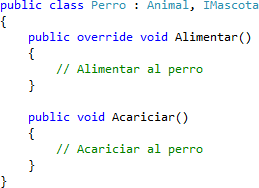 public class Perro : Animal, IMascota
{
    public override void Alimentar()
    {
        // Alimentar al perro
    }

    public void Acariciar()
    {
        // Acariciar al perro
    }
}